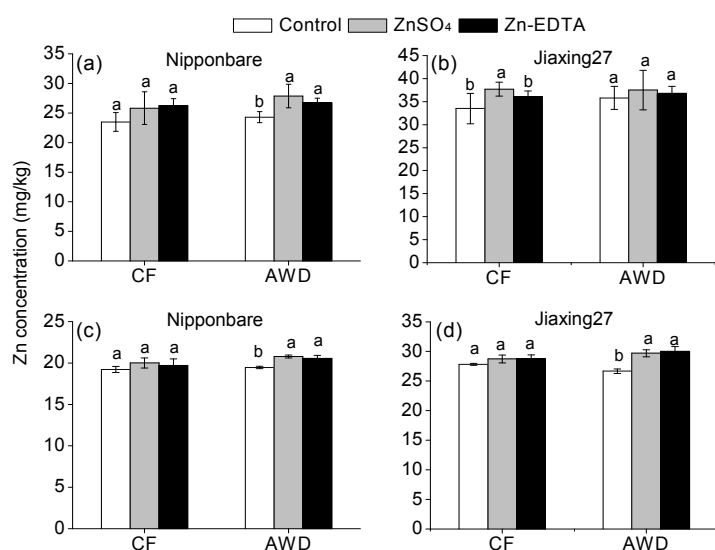 Control ZnSO₄ Zn-EDTA
Zn concentration (mg/kg)
(a) Nipponbare
35
30
25
20
15
10
5
0
a a a b a a
CF AWD
(b) Jiaxing27
45
40
35
30
25
20
15
10
5
0
b a b a a a
CF AWD
(c) Nipponbare
25
20
15
10
5
0
a a a b a a
CF AWD
(d) Jiaxing27
35
30
25
20
15
10
5
0
a a a b a a
CF AWD